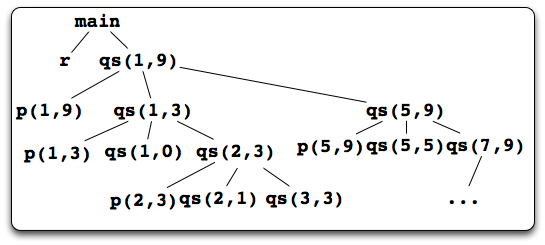 main
r qs(1,9)
p(1,9) qs(1,3) qs(5,9)
p(1,3) qs(1,0) qs(2,3) p(5,9) qs(5,5) qs(7,9)
p(2,3) qs(2,1) qs(3,3) ...